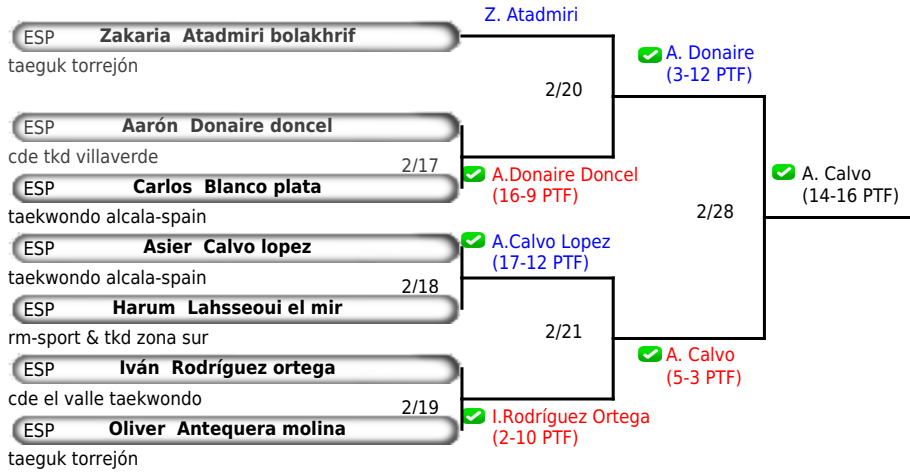 Z. Atadmiri
ESP Zakaria Atadmiri bolakhrif
taeguk torrejón
A. Donaire
(3-12 PTF)
2/20
ESP Aarón Donaire doncel
cde tkd villaverde
2/17
A.Donaire Doncel
(16-9 PTF)
ESP Carlos Blanco plata
taekwondo alcala-spain
A. Calvo
(14-16 PTF)
2/28
ESP Asier Calvo lopez
taekwondo alcala-spain
A.Calvo Lopez
(17-12 PTF)
2/18
ESP Harum Lahsseoui el mir
rm-sport & tkd zona sur
2/21
A. Calvo
(5-3 PTF)
ESP Iván Rodríguez ortega
cde el valle taekwondo
2/19
I.Rodríguez Ortega
(2-10 PTF)
ESP Oliver Antequera molina
taeguk torrejón